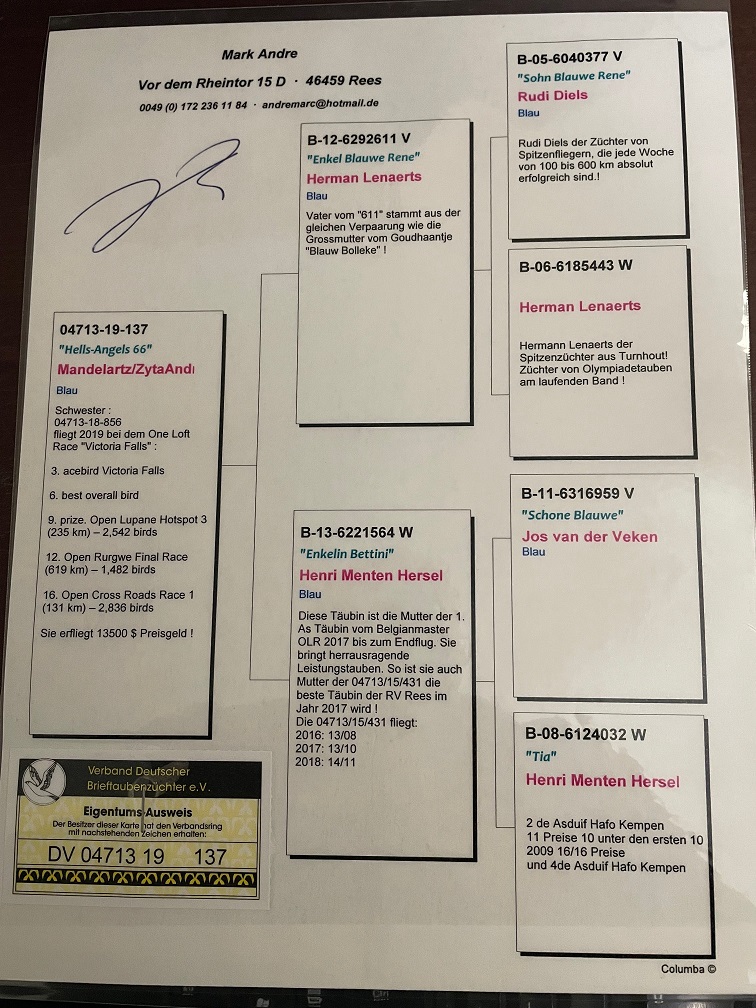 Mark Andre
Vor dem Rheintor 15 D · 46459 Rees
0049 (0) 172 236 11 84 · andremarc@hotmail.de
04713-19-137
"Hells-Angels 66"
Mandelartz/ZytaAnd
Blau
Schwester :
04713-18-856
fliegt 2019 bei dem One Loft
Race "Victoria Falls" :
3. acebird Victoria Falls
6. best overall bird
9. prize. Open Lupane Hotspot 3
(235 km) – 2,542 birds
12. Open Rurgwe Final Race
(619 km) – 1,482 birds
16. Open Cross Roads Race 1
(131 km) – 2,836 birds
Sie erfliegt 13500 $ Preisgeld !
B-12-6292611 V
"Enkel Blauwe Rene"
Herman Lenaerts
Blau
Vater vom "611" stammt aus der
gleichen Verpaarung wie die
Grossmutter vom Goudhaantje
"Blauw Bolleke" !
B-13-6221564 W
"Enkelin Bettini"
Henri Menten Hersel
Blau
Diese Täubin ist die Mutter der 1.
As Täubin vom Belgianmaster
OLR 2017 bis zum Endflug. Sie
bringt herrausragende
Leistungstauben. So ist sie auch
Mutter der 04713/15/431 die
beste Täubin der RV Rees im
Jahr 2017 wird !
Die 04713/15/431 fliegt:
2016: 13/08
2017: 13/10
2018: 14/11
B-05-6040377 V
"Sohn Blauwe Rene"
Rudi Diels
Blau
Rudi Diels der Züchter von
Spitzenfliegern, die jede Woche
von 100 bis 600 km absolut
erfolgreich sind.!
B-06-6185443 W
Herman Lenaerts
Hermann Lenaerts der
Spitzenzüchter aus Turnhout!
Züchter von Olympiadetauben
am laufenden Band !
B-11-6316959 V
"Schone Blauwe"
Jos van der Veken
Blau
B-08-6124032 W
"Tia"
Henri Menten Hersel
2 de Asduif Hafo Kempen
11 Preise 10 unter den ersten 10
2009 16/16 Preise
und 4de Asduif Hafo Kempen
Verband Deutscher
Brieftaubenzüchter e.V.
Eigentums-Ausweis
Der Besitzer dieser Karte hat den Verbandsring
mit nachstehenden Zeichen erhalten:
DV 04713 19 137
Columba ©